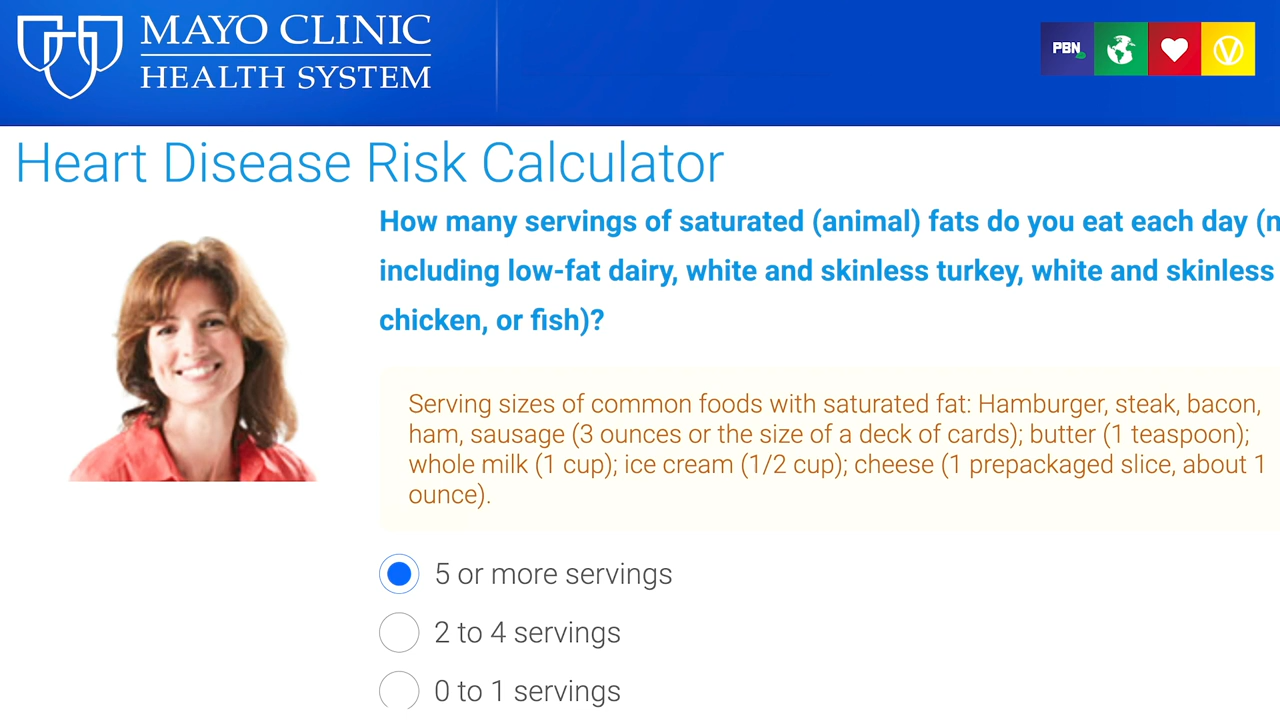 MAYO CLINIC
HEALTH SYSTEM
PBN
V
Heart Disease Risk Calculator
How many servings of saturated (animal) fats do you eat each day (n
including low-fat dairy, white and skinless turkey, white and skinless
chicken, or fish)?
Serving sizes of common foods with saturated fat: Hamburger, steak, bacon,
ham, sausage (3 ounces or the size of a deck of cards); butter (1 teaspoon);
whole milk (1 cup); ice cream (1/2 cup); cheese (1 prepackaged slice, about 1
ounce).
5 or more servings
2 to 4 servings
0 to 1 servings